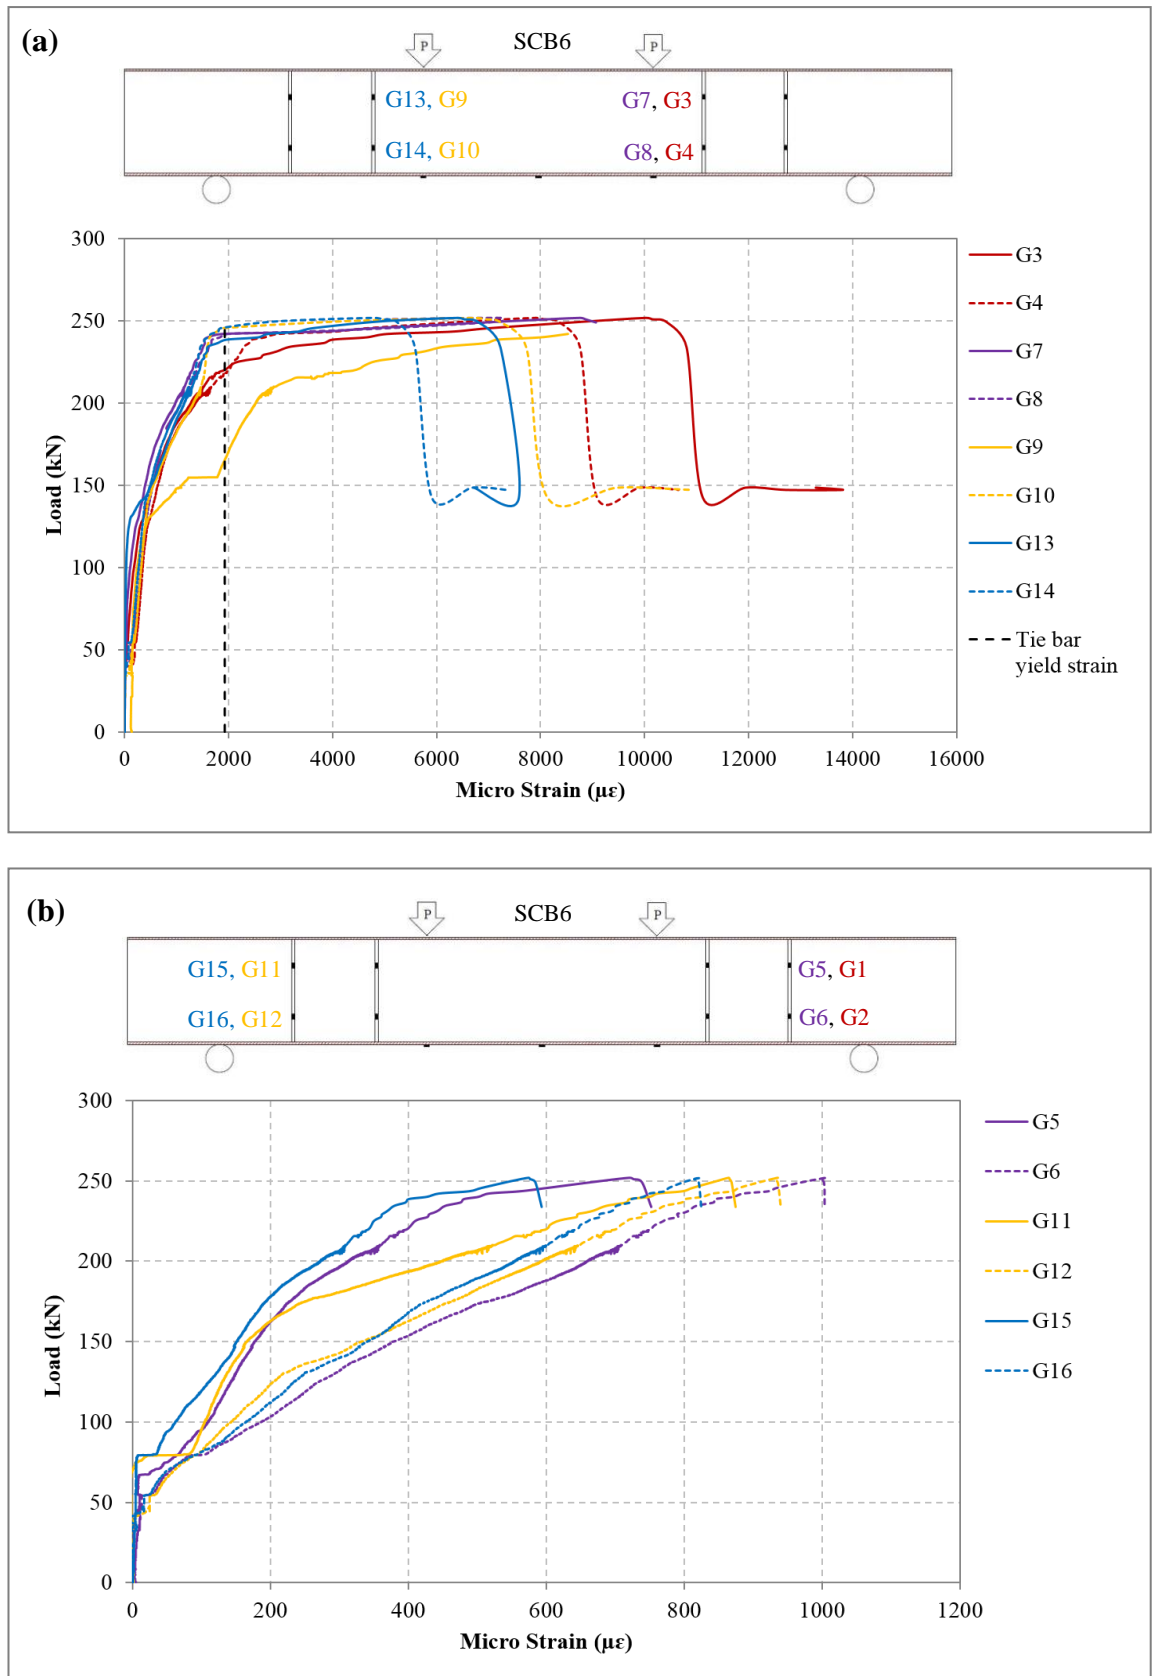 (a)
SCB6
P
P
G13, G9
G7, G3
G14, G10
G8, G4
300
250
200
150
100
50
0
Load (kN)
0 2000 4000 6000 8000 10000 12000 14000 16000
Micro Strain (με)
G3
G4
G7
G8
G9
G10
G13
G14
Tie bar
yield strain
(b)
SCB6
P
P
G15, G11
G5, G1
G16, G12
G6, G2
300
250
200
150
100
50
0
Load (kN)
0 200 400 600 800 1000 1200
Micro Strain (με)
G5
G6
G11
G12
G15
G16